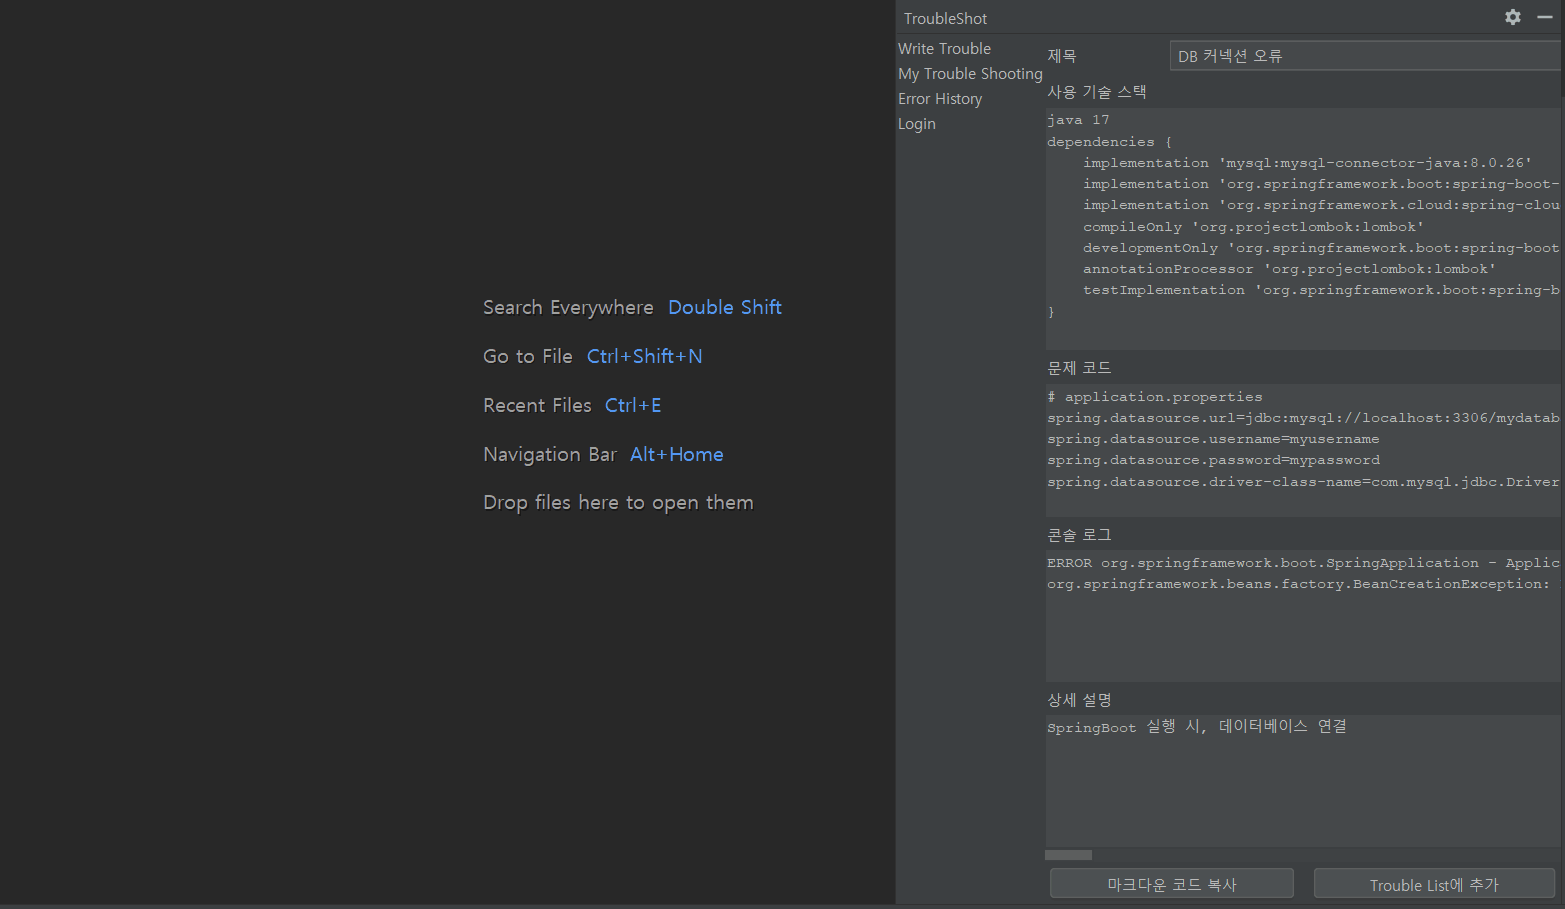 Search Everywhere Double Shift
Go to File Ctrl+Shift+N
Recent Files Ctrl+E
Navigation Bar Alt+Home
Drop files here to open them
TroubleShot
Write Trouble
My Trouble Shooting
Error History
Login
제목
DB 커넥션 오류
사용 기술 스택
java 17
dependencies {
    implementation 'mysql:mysql-connector-java:8.0.26'
    implementation 'org.springframework.boot:spring-boot-
    implementation 'org.springframework.cloud:spring-clou
    compileOnly 'org.projectlombok:lombok'
    developmentOnly 'org.springframework.boot:spring-boot
    annotationProcessor 'org.projectlombok:lombok'
    testImplementation 'org.springframework.boot:spring-b
}
문제 코드
# application.properties
spring.datasource.url=jdbc:mysql://localhost:3306/mydatab
spring.datasource.username=myusername
spring.datasource.password=mypassword
spring.datasource.driver-class-name=com.mysql.jdbc.Driver
콘솔 로그
ERROR org.springframework.boot.SpringApplication - Applic
org.springframework.beans.factory.BeanCreationException:
상세 설명
SpringBoot 실행 시, 데이터베이스 연결
마크다운 코드 복사
Trouble List에 추가